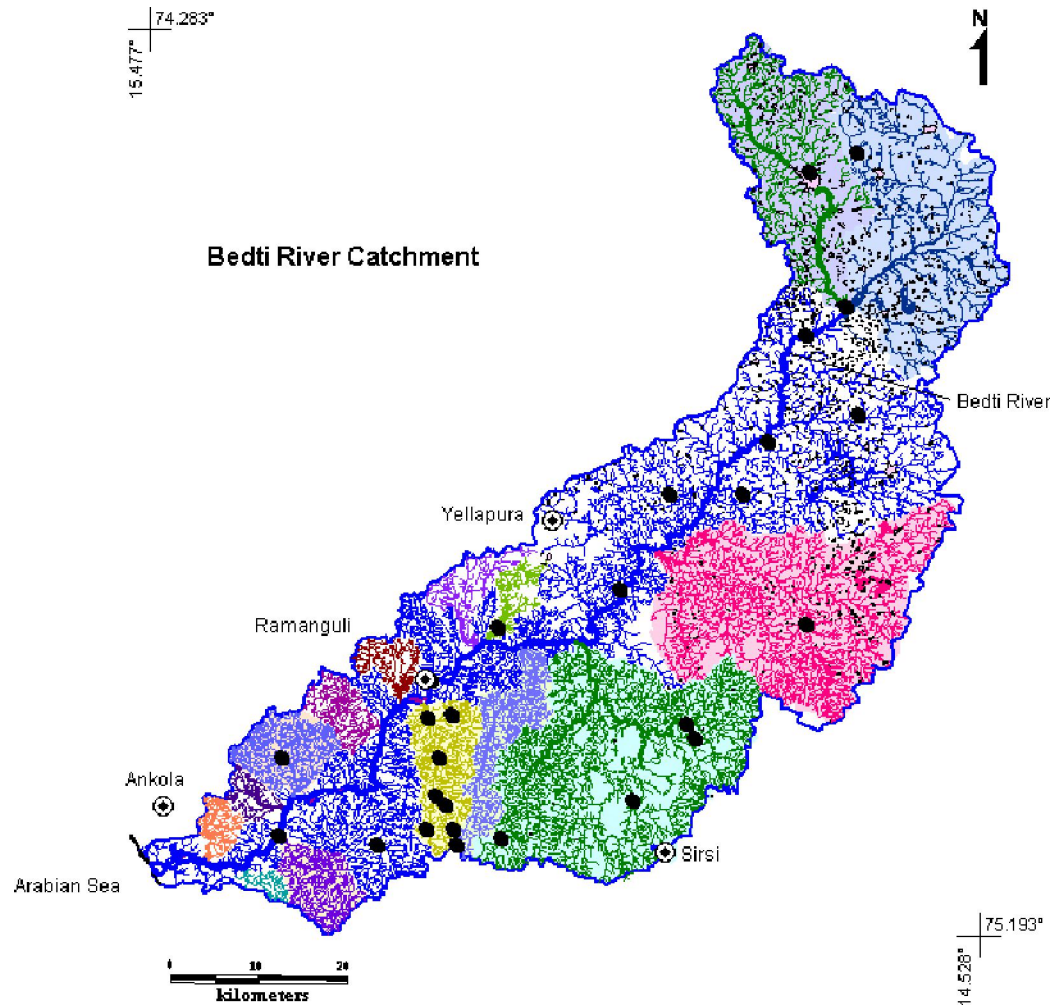 74.283°
15.477°
N
Bedti River Catchment
Bedti River
Yellapura
Ramanguli
Ankola
Sirsi
Arabian Sea
75.193°
14.528°
0 10 20
kilometers